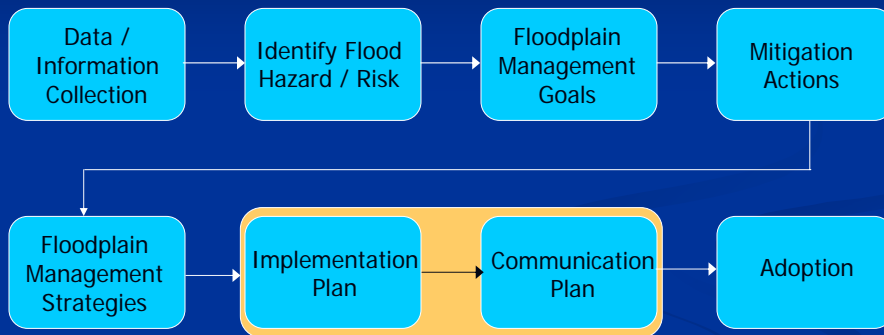 Data /
Information
Collection
Identify Flood
Hazard / Risk
Floodplain
Management
Goals
Mitigation
Actions
Floodplain
Management
Strategies
Implementation
Plan
Communication
Plan
Adoption